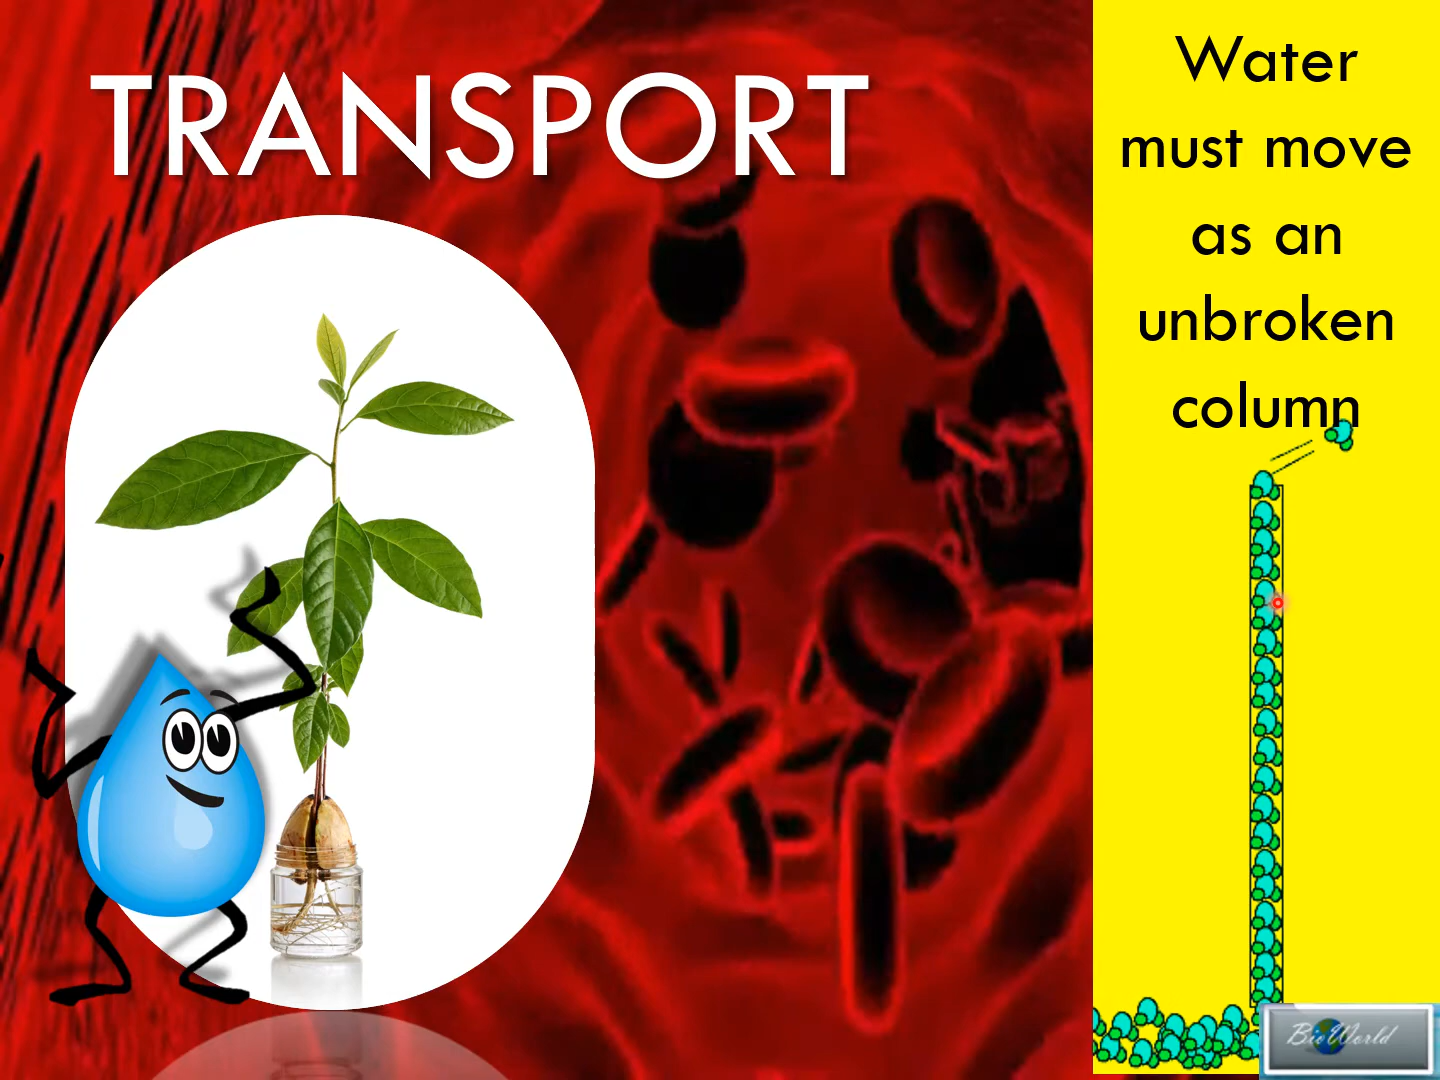 TRANSPORT
Water
must move
as an
unbroken
column
BioWorld